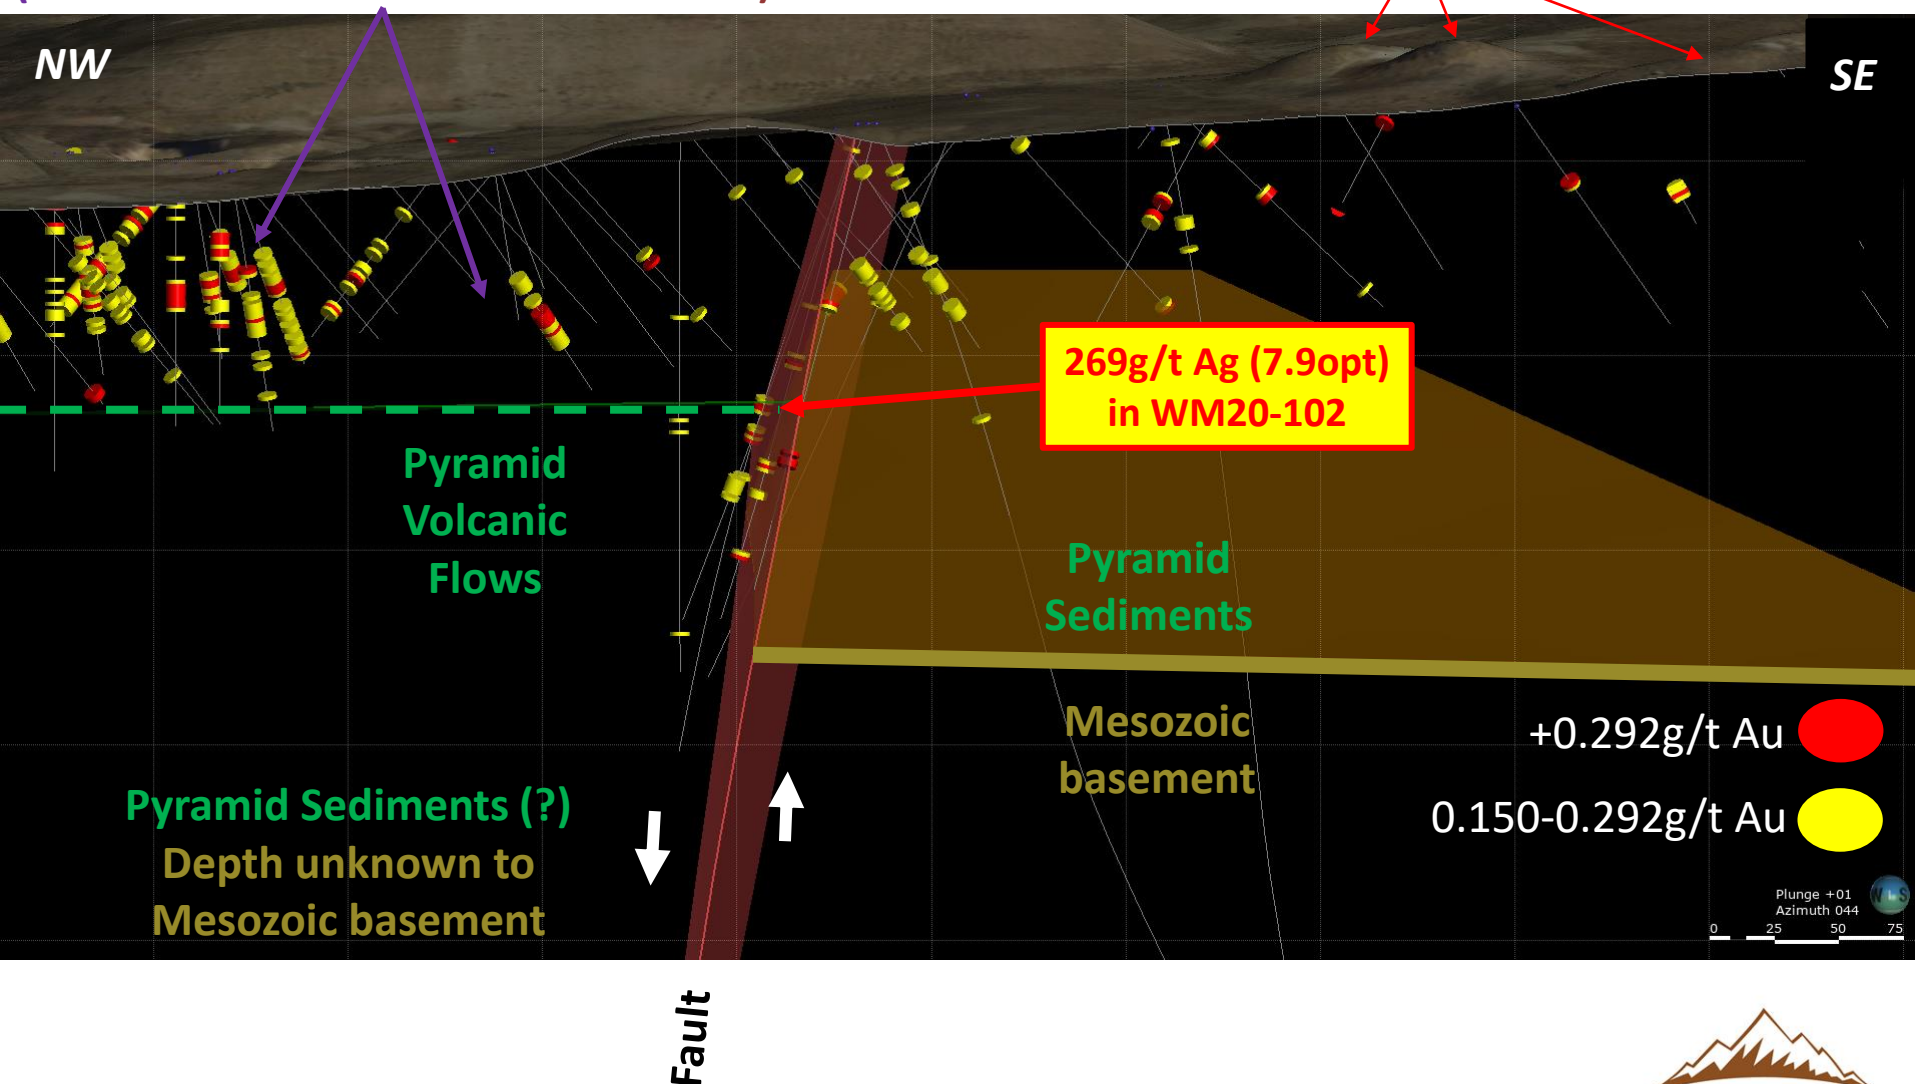 NW
SE
269g/t Ag (7.9opt)
in WM20-102
Pyramid
Volcanic
Flows
Pyramid
Sediments
Mesozoic
basement
+0.292g/t Au
0.150-0.292g/t Au
Pyramid Sediments (?)
Depth unknown to
Mesozoic basement
Plunge +01
Azimuth 044
0 25 50 75
Fault